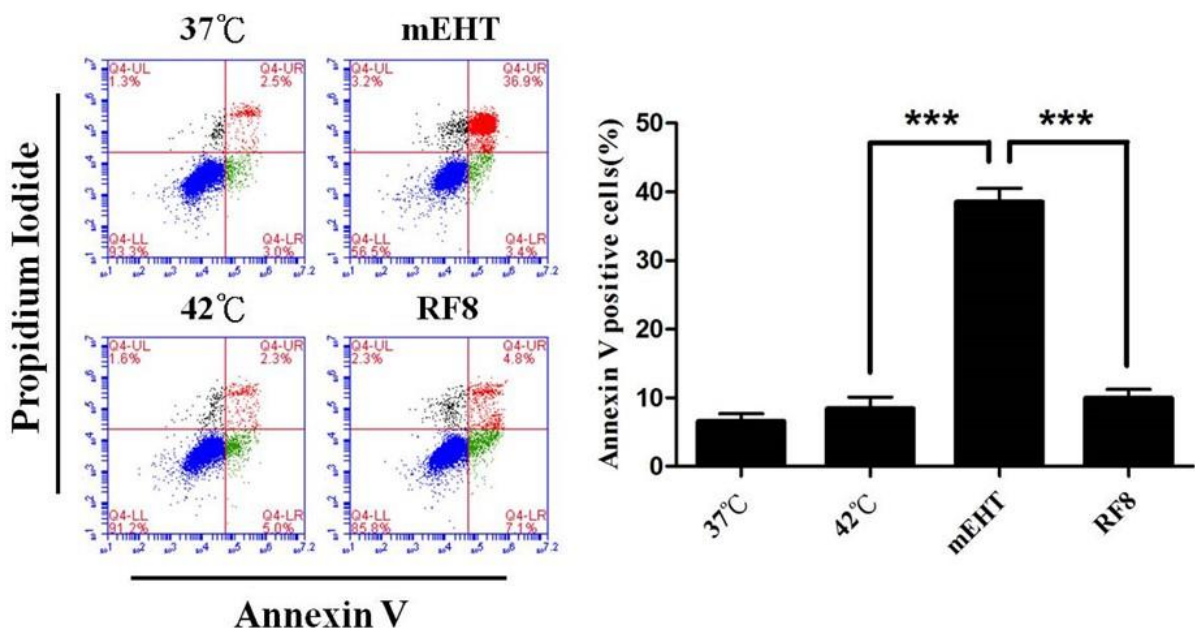 37℃
mEHT
Q4-UL
1.3%
Q4-UR
2.5%
Q4-LL
93.3%
Q4-LR
3.0%
Q4-UL
3.2%
Q4-UR
36.9%
Q4-LL
56.5%
Q4-LR
3.4%
42℃
RF8
Q4-UL
1.6%
Q4-UR
2.3%
Q4-LL
91.2%
Q4-LR
5.0%
Q4-UL
2.3%
Q4-UR
4.8%
Q4-LL
85.8%
Q4-LR
7.1%
Propidium Iodide
Annexin V
Annexin V positive cells(%)
50
40
30
20
10
0
*** ***
37℃
42℃
mEHT
RF8